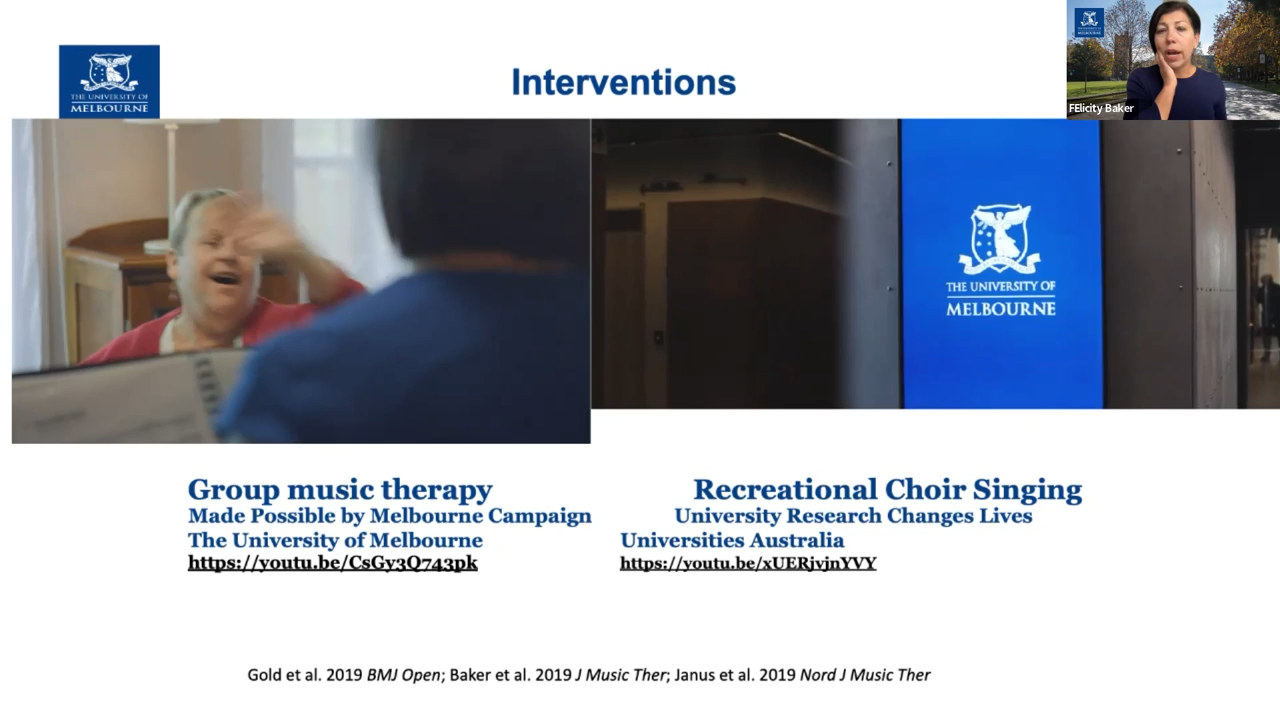 Interventions
THE UNIVERSITY OF
MELBOURNE
MELBOURNE
FElicity Baker
THE UNIVERSITY OF
MELBOURNE
Group music therapy
Made Possible by Melbourne Campaign
The University of Melbourne
https://youtu.be/CsGy3Q743pk
Recreational Choir Singing
University Research Changes Lives
Universities Australia
https://youtu.be/xUERjvjnYVY
Gold et al. 2019 BMJ Open; Baker et al. 2019 J Music Ther; Janus et al. 2019 Nord J Music Ther